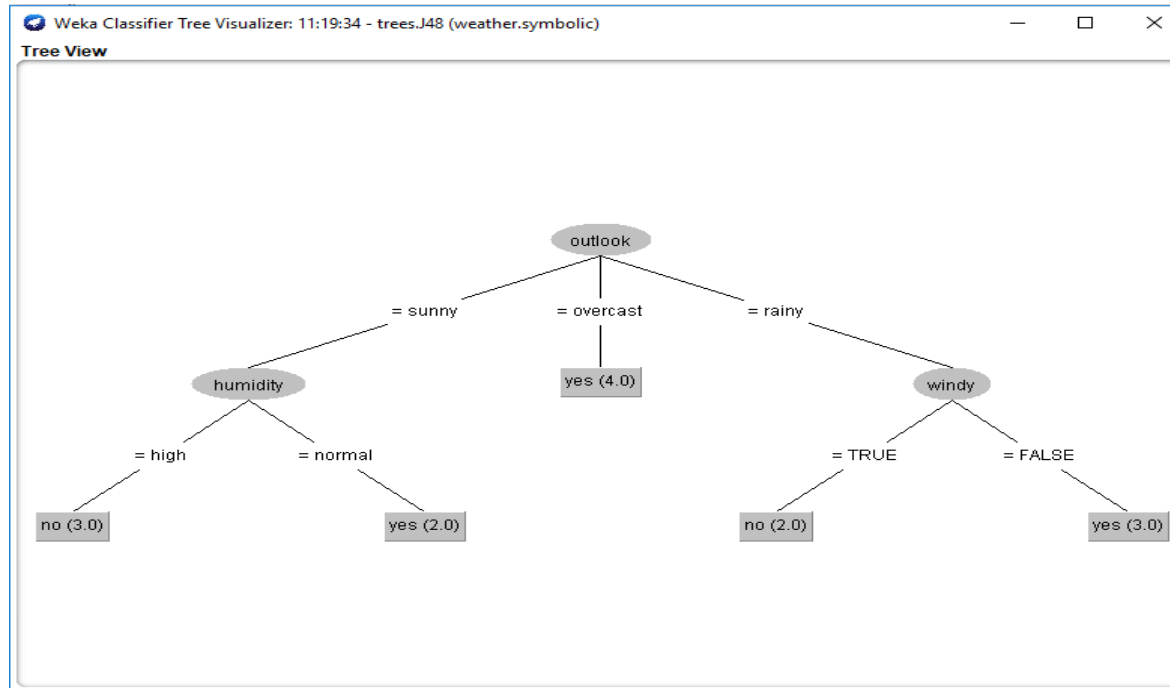 Weka Classifier Tree Visualizer: 11:19:34 - trees.J48 (weather.symbolic)
Tree View
outlook
= sunny
= overcast
= rainy
humidity
yes (4.0)
windy
= high
= normal
= TRUE
= FALSE
no (3.0)
yes (2.0)
no (2.0)
yes (3.0)